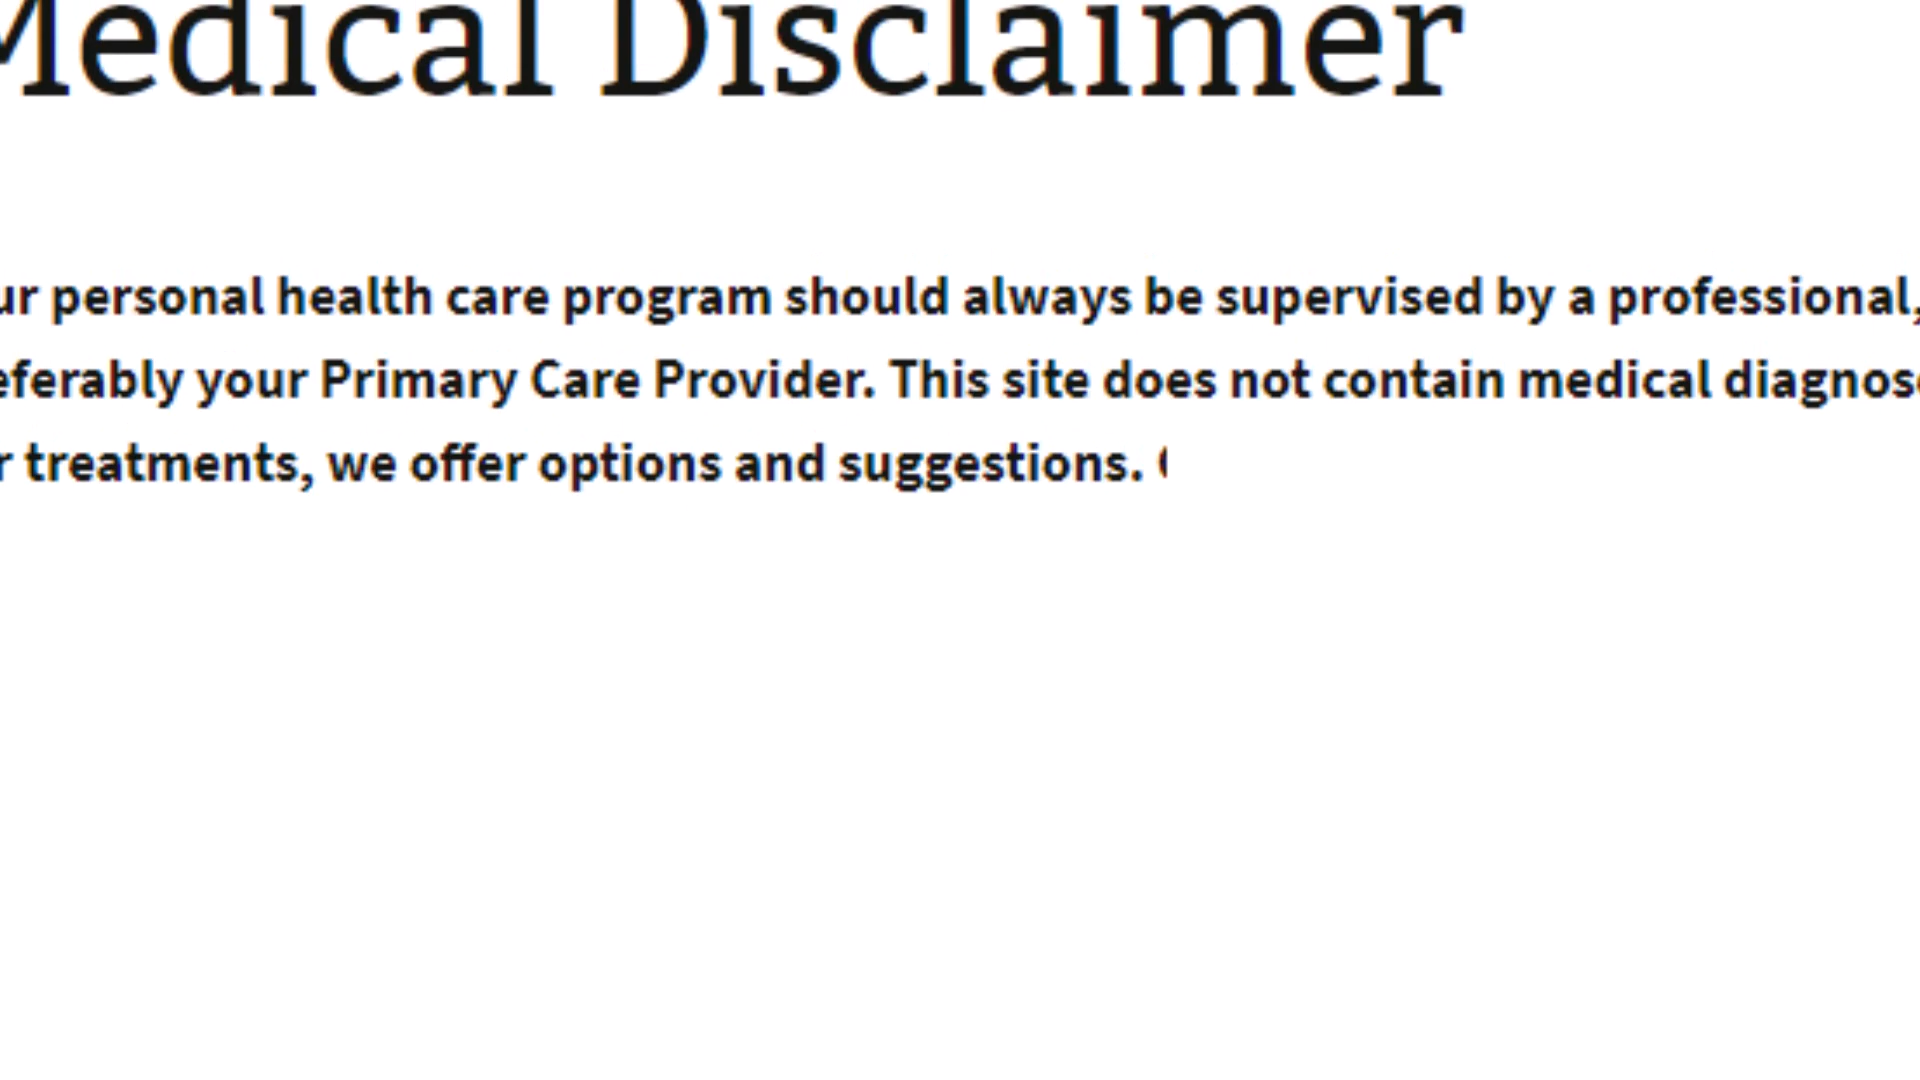 Medical Disclaimer
ur personal health care program should always be supervised by a professional,
eferably your Primary Care Provider. This site does not contain medical diagnose
r treatments, we offer options and suggestions.